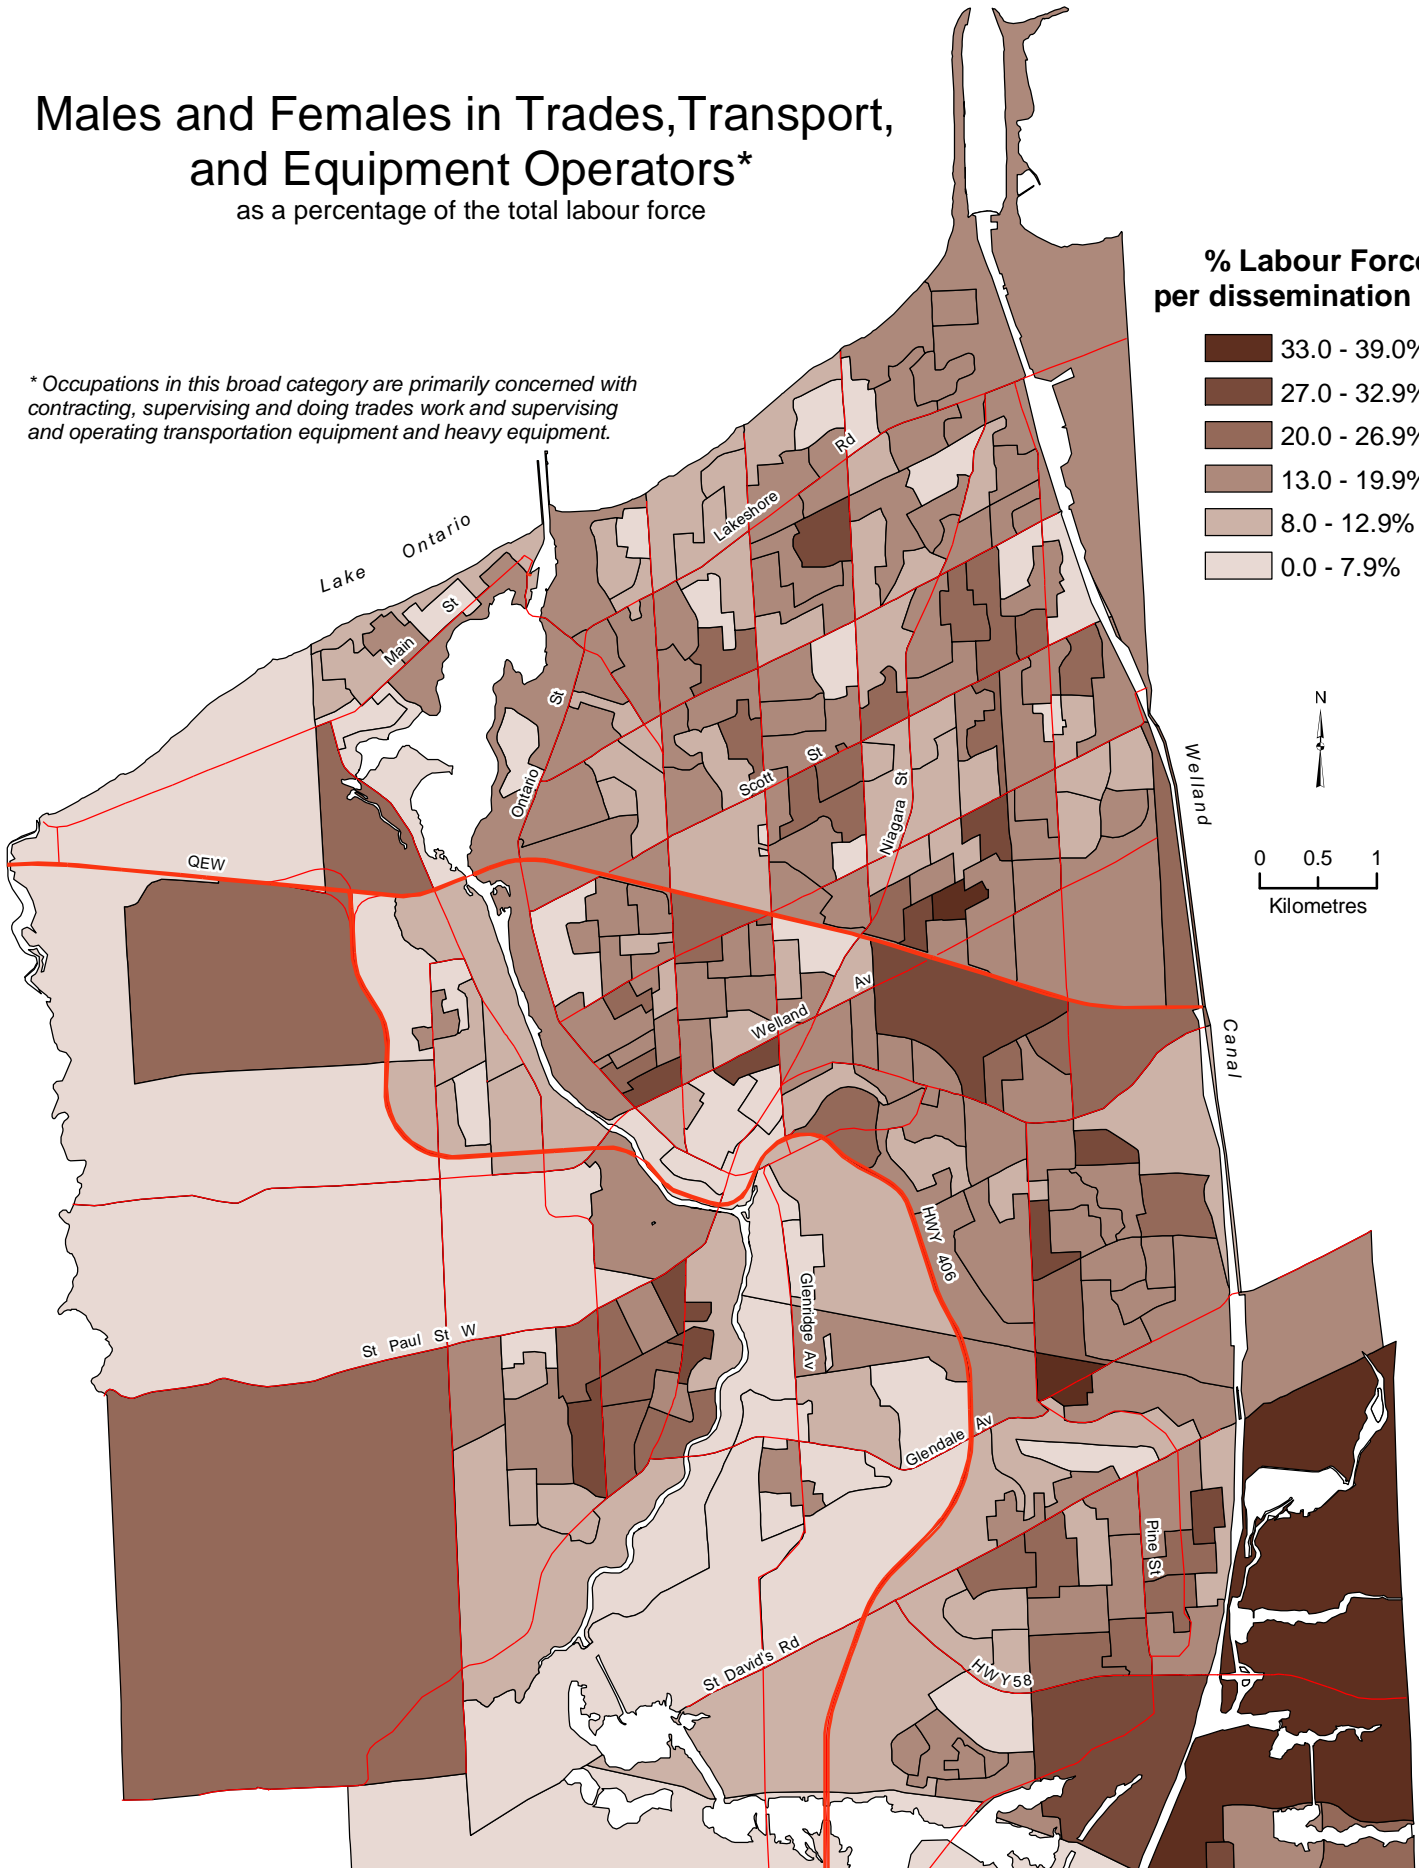 Males and Females in Trades,Transport,
and Equipment Operators*
as a percentage of the total labour force
% Labour Force
per dissemination
33.0 - 39.0%
27.0 - 32.9%
20.0 - 26.9%
13.0 - 19.9%
8.0 - 12.9%
0.0 - 7.9%
* Occupations in this broad category are primarily concerned with
contracting, supervising and doing trades work and supervising
and operating transportation equipment and heavy equipment.
Lake Ontario
Lakeshore Rd
Main St
N
Ontario St
Scott St
Niagara St
Welland Canal
0 0.5 1
Kilometres
QEW
Welland Av
HWY 406
Glenridge Av
St Paul St W
Glendale Av
Pine St
St David's Rd
HWY58